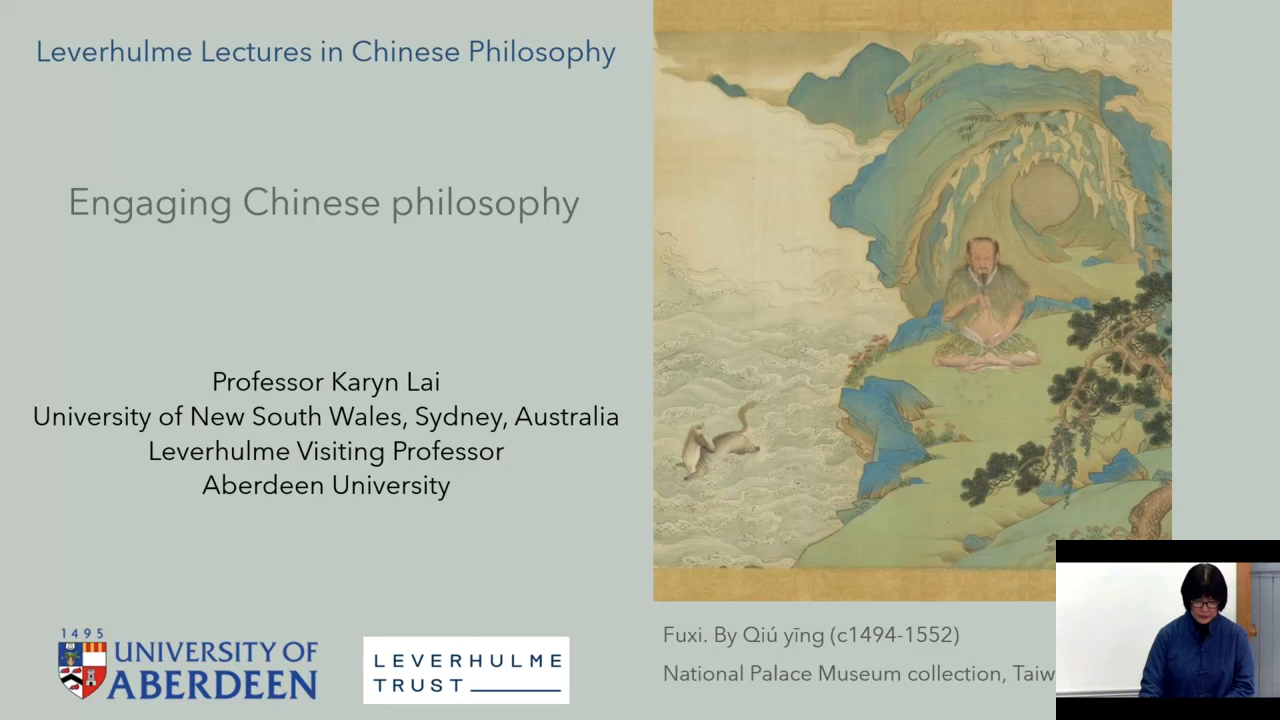 Leverhulme Lectures in Chinese Philosophy
Engaging Chinese philosophy
Professor Karyn Lai
University of New South Wales, Sydney, Australia
Leverhulme Visiting Professor
Aberdeen University
1495
UNIVERSITY OF
ABERDEEN
LEVERHULME
TRUST
Fuxi. By Qiú yīng (c1494-1552)
National Palace Museum collection, Taiw